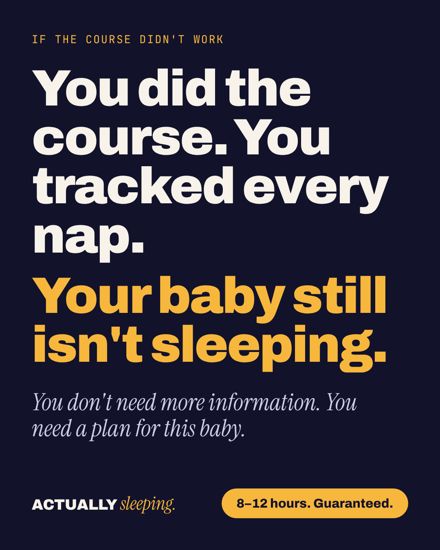 IF THE COURSE DIDN'T WORK
You did the
course. You
tracked every
nap.
Your baby still
isn't sleeping.
You don't need more information. You
need a plan for this baby.
ACTUALLY sleeping.
8–12 hours. Guaranteed.